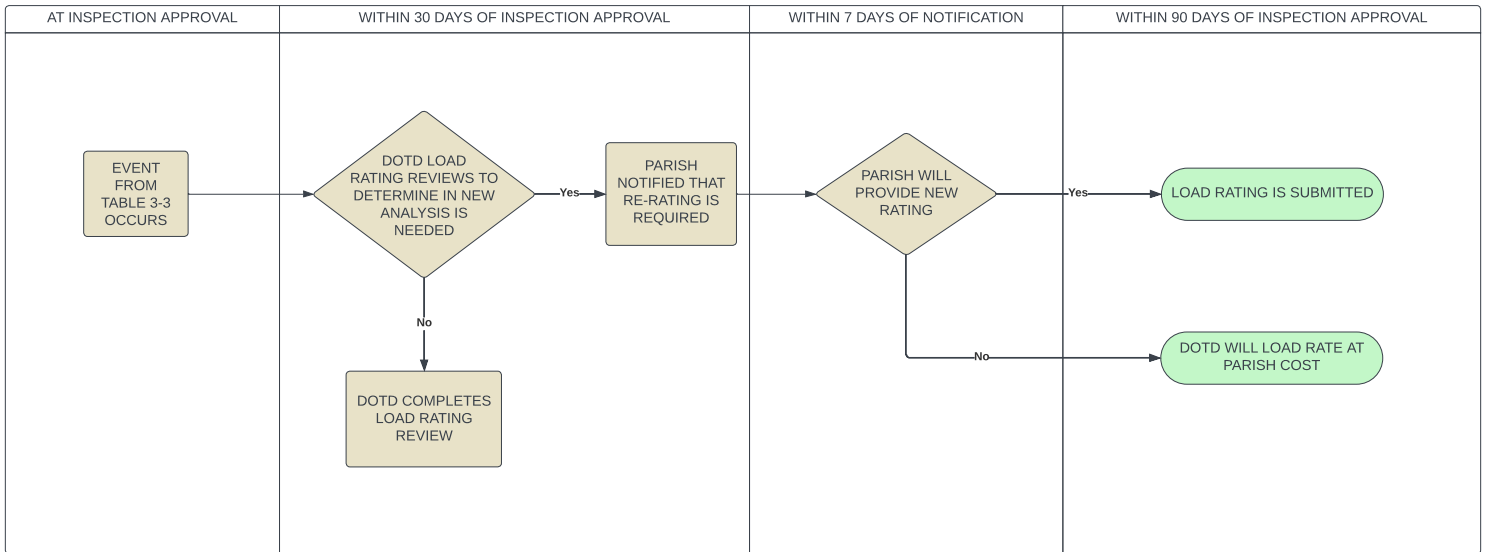 AT INSPECTION APPROVAL
WITHIN 30 DAYS OF INSPECTION APPROVAL
WITHIN 7 DAYS OF NOTIFICATION
WITHIN 90 DAYS OF INSPECTION APPROVAL
EVENT
FROM
TABLE 3-3
OCCURS
DOTD LOAD
RATING REVIEWS TO
DETERMINE IN NEW
ANALYSIS IS
NEEDED
Yes
PARISH
NOTIFIED THAT
RE-RATING IS
REQUIRED
PARISH WILL
PROVIDE NEW
RATING
Yes
LOAD RATING IS SUBMITTED
No
DOTD COMPLETES
LOAD RATING
REVIEW
No
DOTD WILL LOAD RATE AT
PARISH COST